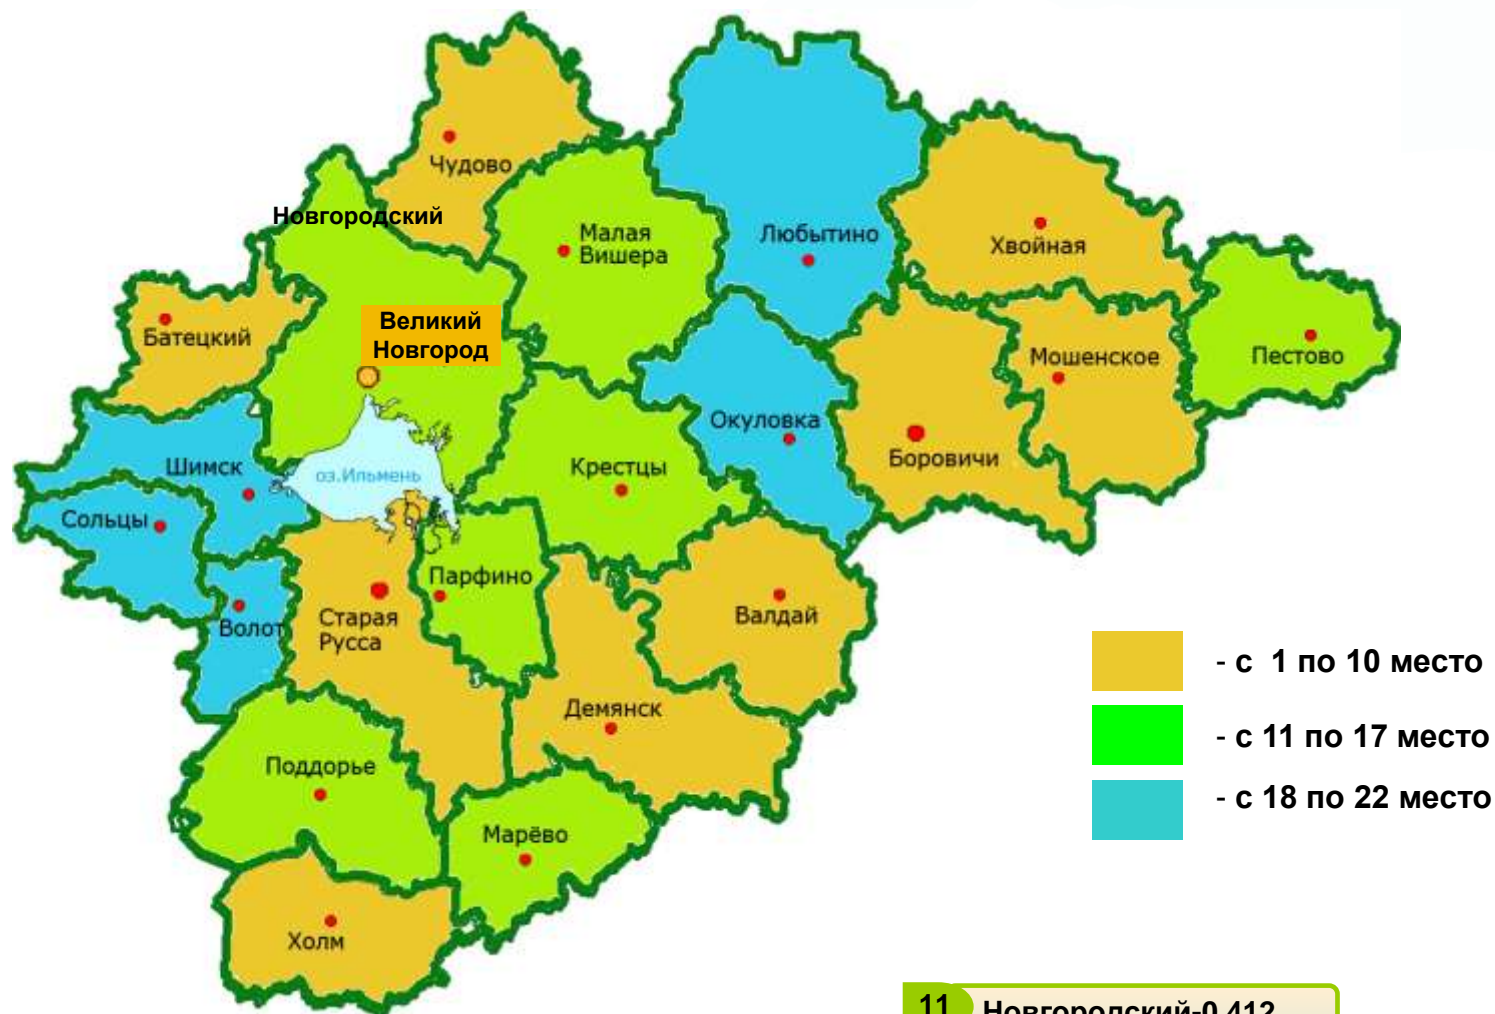 Чудово
Новгородский
Малая
Вишера
Любытино
Хвойная
Батецкий
Великий
Новгород
Мошенское
Пестово
Окуловка
Боровичи
Шимск
оз.Ильмень
Крестцы
Сольцы
Парфино
Волот
Старая
Русса
Валдай
Демянск
Поддорье
Марёво
Холм
- с 1 по 10 место
- с 11 по 17 место
- с 18 по 22 место
11 Новгородский-0,412